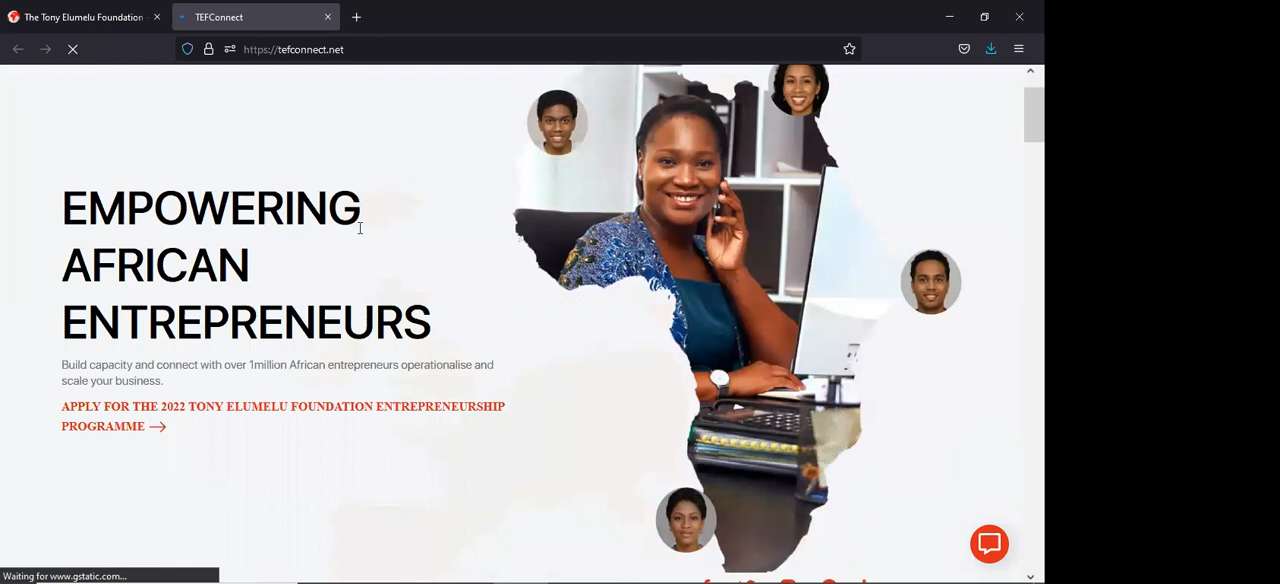 The Tony Elumelu Foundation
TEFConnect
https://tefconnect.net
EMPOWERING
AFRICAN
ENTREPRENEURS
Build capacity and connect with over 1million African entrepreneurs operationalise and
scale your business.
APPLY FOR THE 2022 TONY ELUMELU FOUNDATION ENTREPRENEURSHIP
PROGRAMME
Waiting for www.gstatic.com...